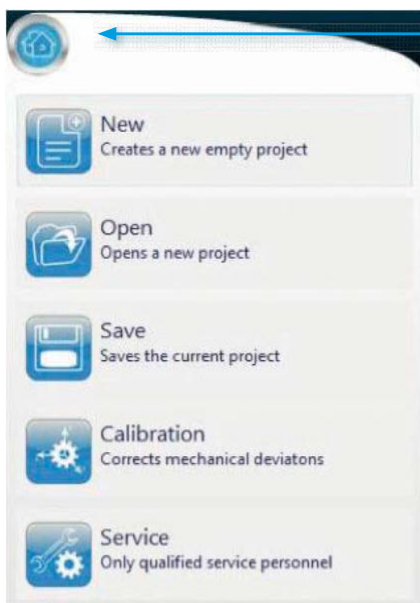 New
Creates a new empty project
Open
Opens a new project
Save
Saves the current project
Calibration
Corrects mechanical deviatons
Service
Only qualified service personnel